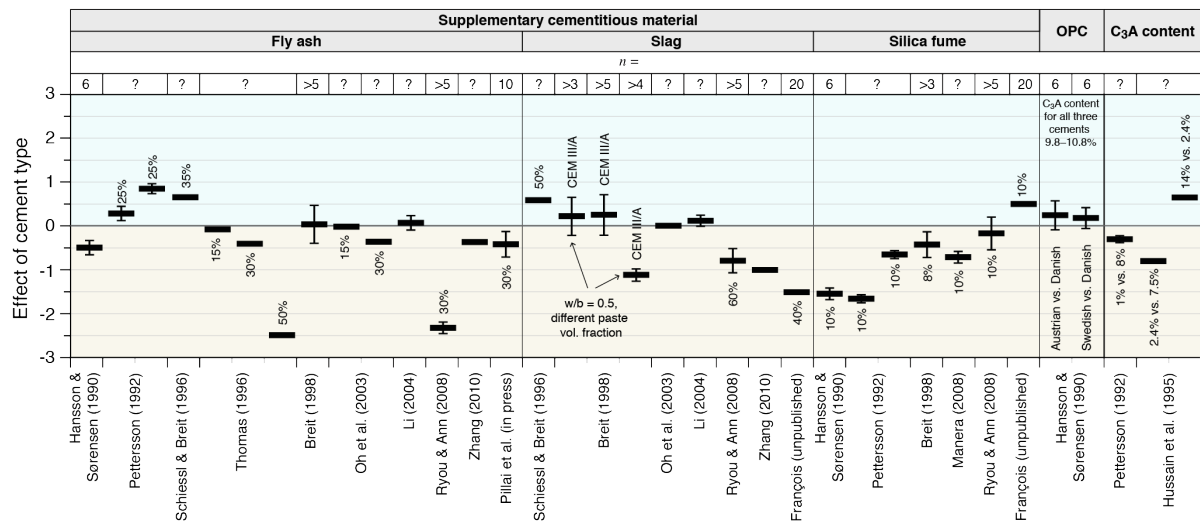 Supplementary cementitious material
OPC
C₃A content
Fly ash
Slag
Silica fume
n =
6 ? ? >5 ? ? >5 ? 10 ? >3 >5 >4 ? ? >5 ? 20 6 ? >3 ? >5 20 6 6 ? ?
Effect of cement type
3
2
1
0
-1
-2
-3
25%
25%
35%
15%
30%
50%
15%
30%
30%
30%
50%
CEM III/A
CEM III/A
CEM III/A
w/b = 0.5,
different paste
vol. fraction
60%
40%
10%
10%
10%
8%
10%
10%
10%
C₃A content
for all three
cements
9.8–10.8%
Austrian vs. Danish
Swedish vs. Danish
1% vs. 8%
2.4% vs. 7.5%
14% vs. 2.4%
Hansson &
Sørensen (1990)
Pettersson (1992)
Schiessl & Breit (1996)
Thomas (1996)
Breit (1998)
Oh et al. (2003)
Li (2004)
Ryou & Ann (2008)
Zhang (2010)
Pillai et al. (in press)
Schiessl & Breit (1996)
Breit (1998)
Oh et al. (2003)
Li (2004)
Ryou & Ann (2008)
Zhang (2010)
François (unpublished)
Hansson &
Sørensen (1990)
Pettersson (1992)
Breit (1998)
Manera (2008)
Ryou & Ann (2008)
François (unpublished)
Hansson &
Sørensen (1990)
Pettersson (1992)
Hussain et al. (1995)